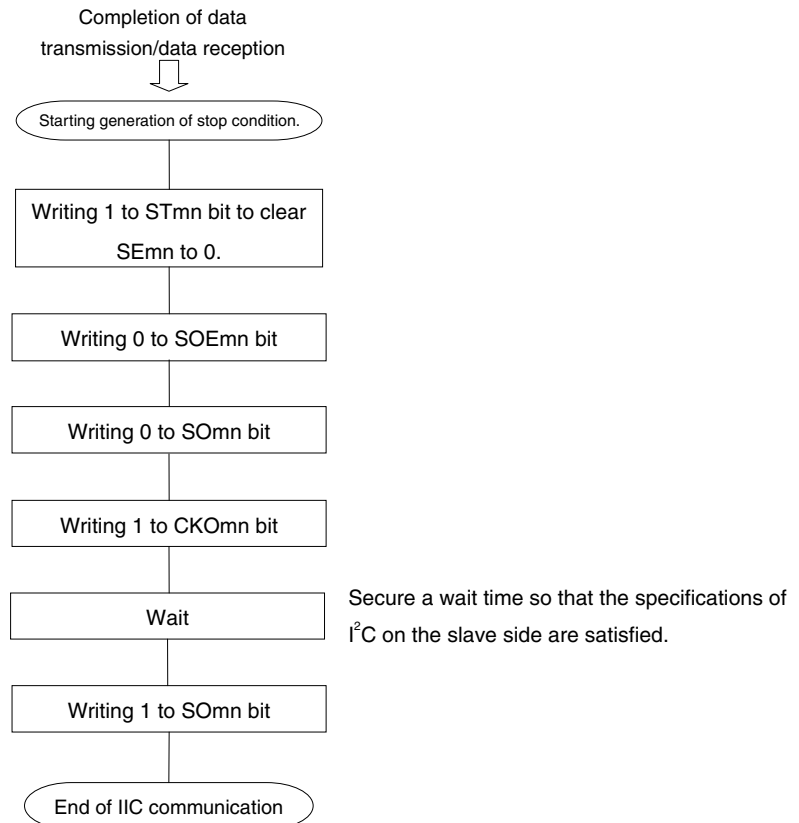 Completion of data
transmission/data reception
Starting generation of stop condition.
Writing 1 to STmn bit to clear
SEmn to 0.
Writing 0 to SOEmn bit
Writing 0 to SOmn bit
Writing 1 to CKOmn bit
Wait
Secure a wait time so that the specifications of
I²C on the slave side are satisfied.
Writing 1 to SOmn bit
End of IIC communication